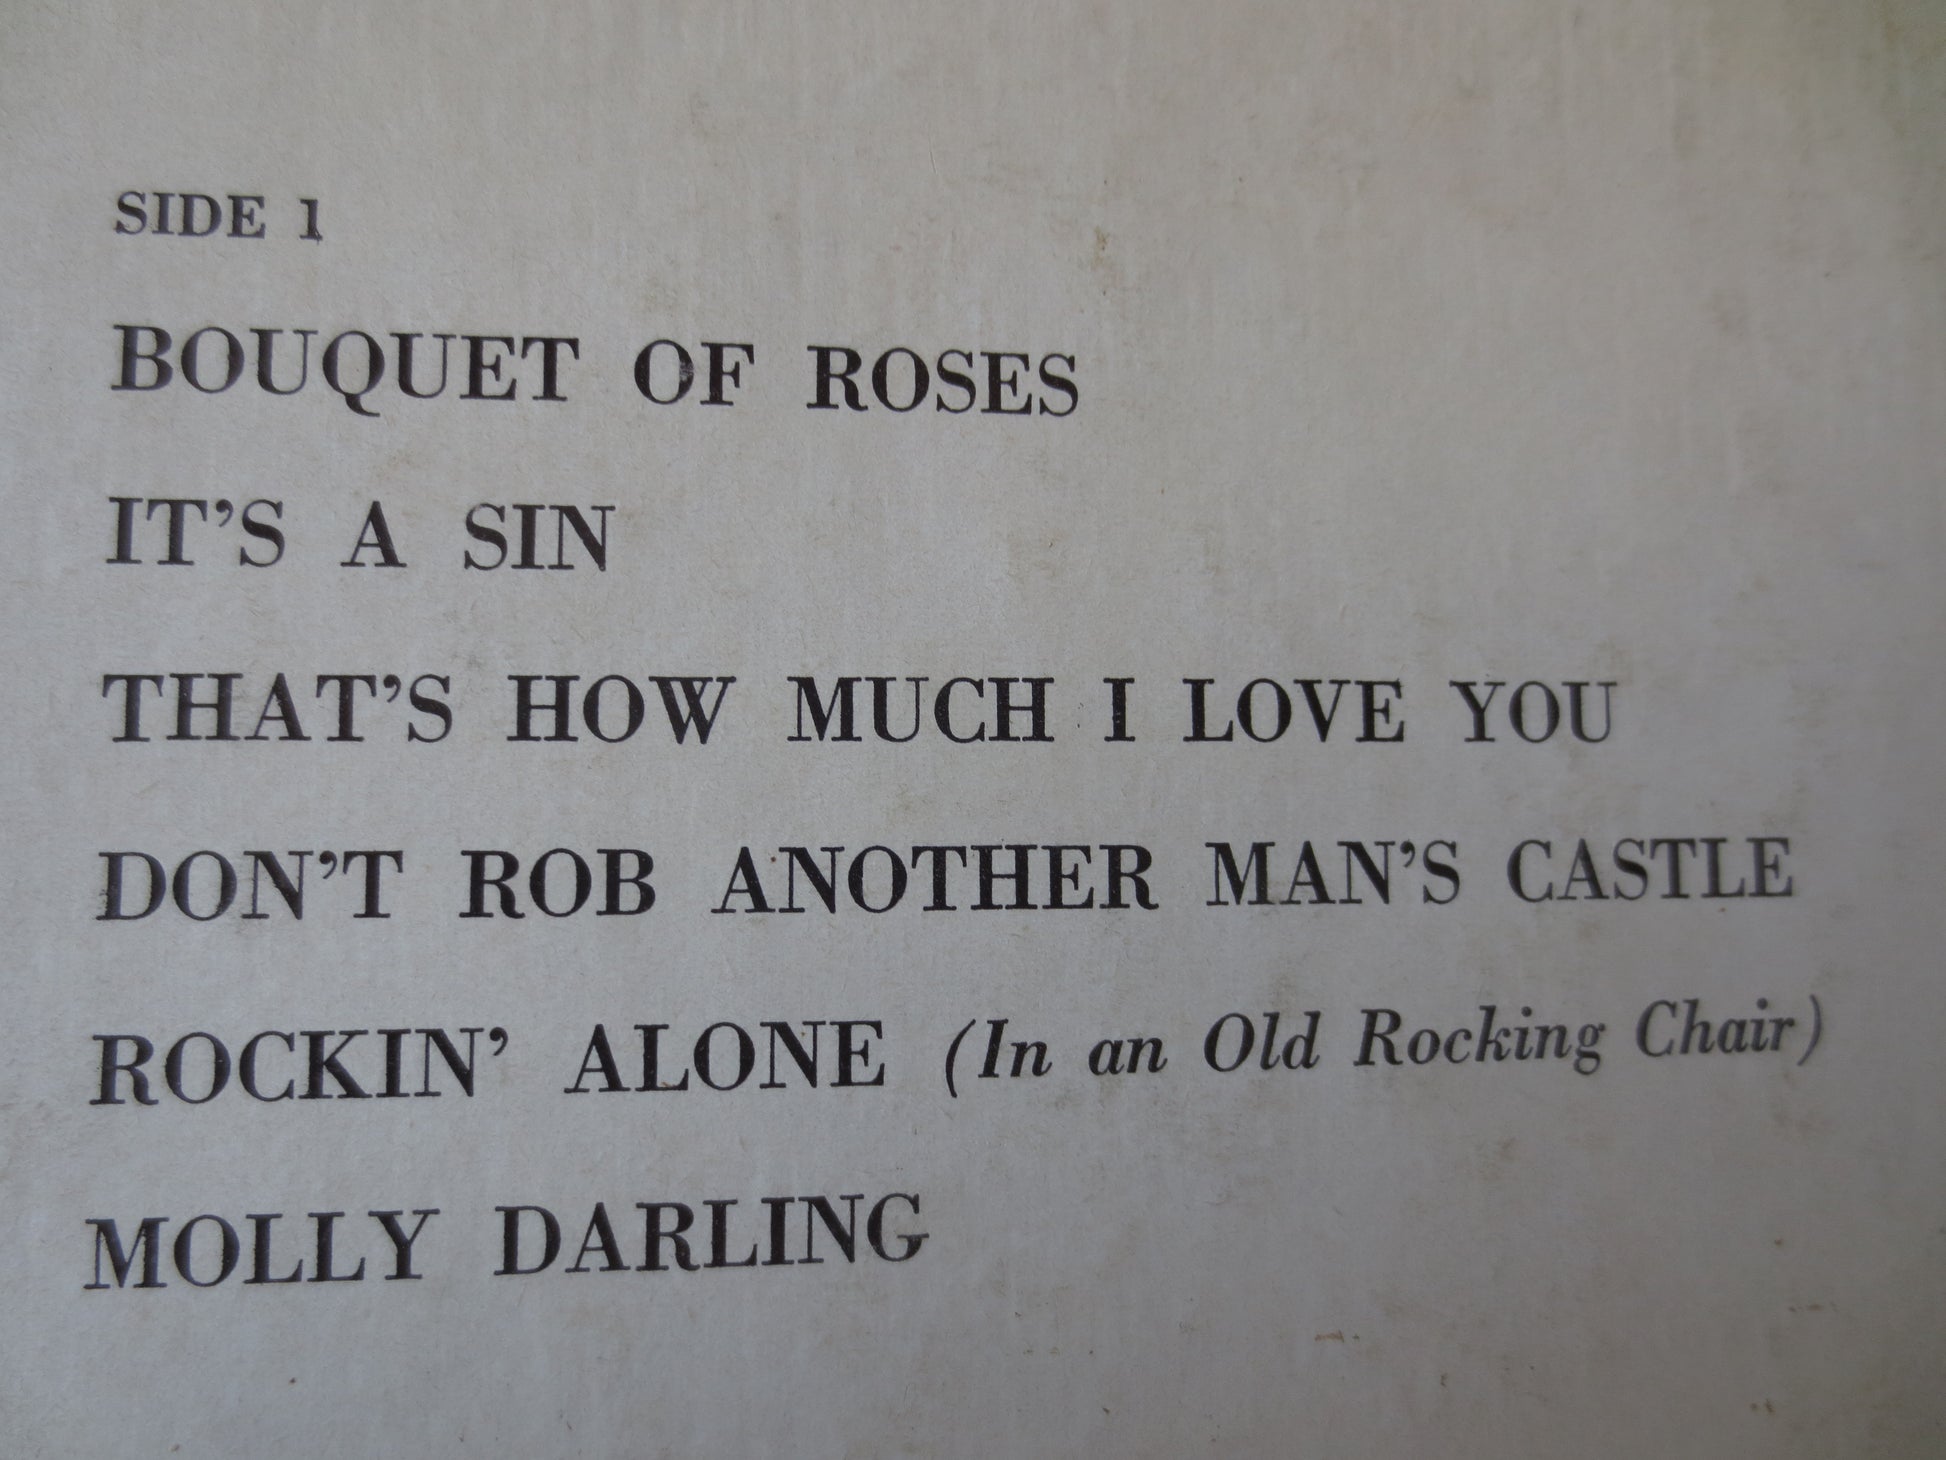 SIDE 1
BOUQUET OF ROSES
IT'S A SIN
THAT'S HOW MUCH I LOVE YOU
DON'T ROB ANOTHER MAN'S CASTLE
ROCKIN' ALONE (In an Old Rocking Chair)
MOLLY DARLING